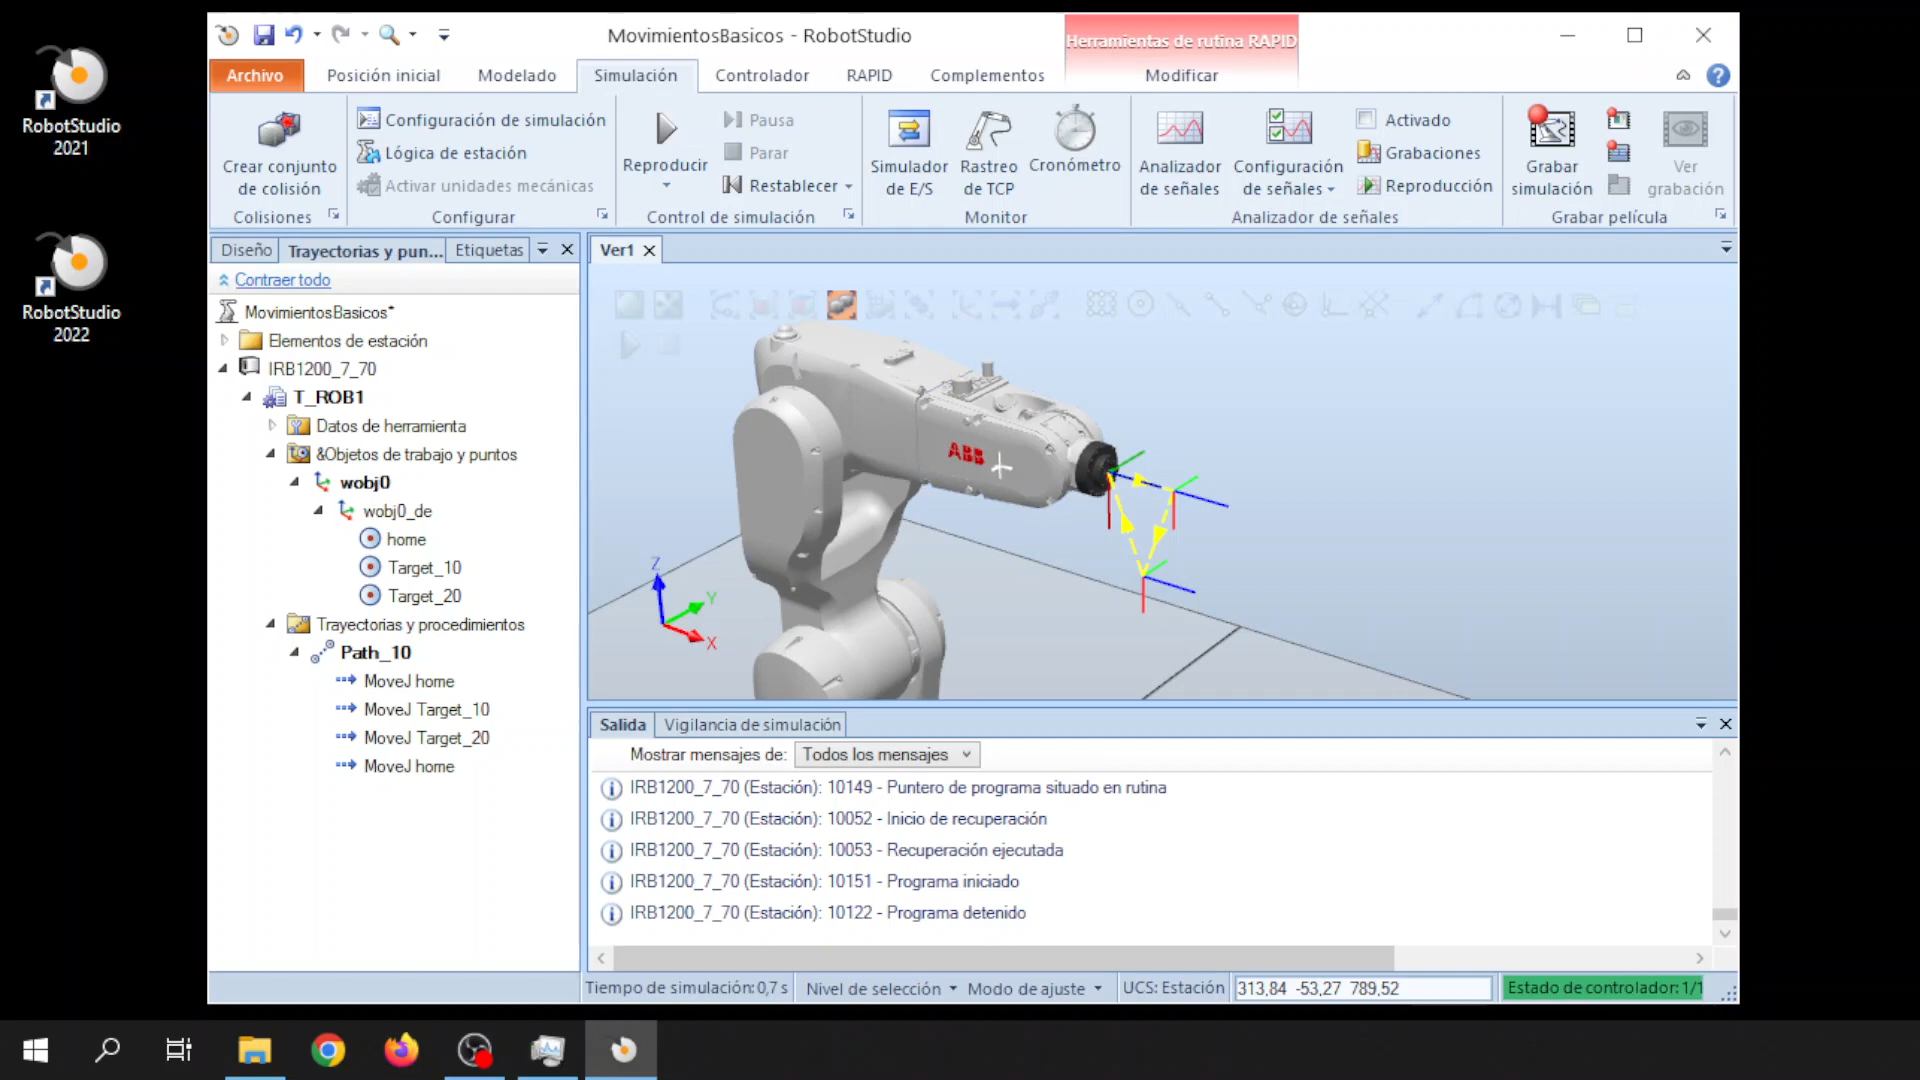 RobotStudio
2021
RobotStudio
2022
MovimientosBasicos - RobotStudio
Herramientas de rutina RAPID
Archivo
Posición inicial
Modelado
Simulación
Controlador
RAPID
Complementos
Modificar
Crear conjunto
de colisión
Colisiones
Configuración de simulación
Lógica de estación
Activar unidades mecánicas
Configurar
Reproducir
Pausa
Parar
Restablecer
Control de simulación
Simulador
de E/S
Rastreo
de TCP
Cronómetro
Monitor
Analizador
de señales
Configuración
de señales
Activado
Grabaciones
Reproducción
Analizador de señales
Grabar
simulación
Ver
grabación
Grabar película
Diseño
Trayectorias y pun...
Etiquetas
Contraer todo
MovimientosBasicos*
Elementos de estación
IRB1200_7_70
T_ROB1
Datos de herramienta
&Objetos de trabajo y puntos
wobj0
wobj0_de
home
Target_10
Target_20
Trayectorias y procedimientos
Path_10
MoveJ home
MoveJ Target_10
MoveJ Target_20
MoveJ home
Ver1
ABB
Z
Y
X
Salida
Vigilancia de simulación
Mostrar mensajes de: Todos los mensajes
IRB1200_7_70 (Estación): 10149 - Puntero de programa situado en rutina
IRB1200_7_70 (Estación): 10052 - Inicio de recuperación
IRB1200_7_70 (Estación): 10053 - Recuperación ejecutada
IRB1200_7_70 (Estación): 10151 - Programa iniciado
IRB1200_7_70 (Estación): 10122 - Programa detenido
Tiempo de simulación: 0,7 s
Nivel de selección
Modo de ajuste
UCS: Estación
313,84 -53,27 789,52
Estado de controlador: 1/1